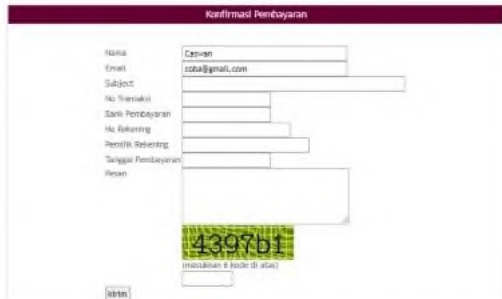 Konfirmasi Pembayaran
Nama
Email coba@gmail.com
Subject
No Transaksi
Bank Pembayaran
No Rekening
Pemilik Rekening
Tanggal Pembayaran
Pesan
4397b1
(masukkan 6 kode di atas)
kirim